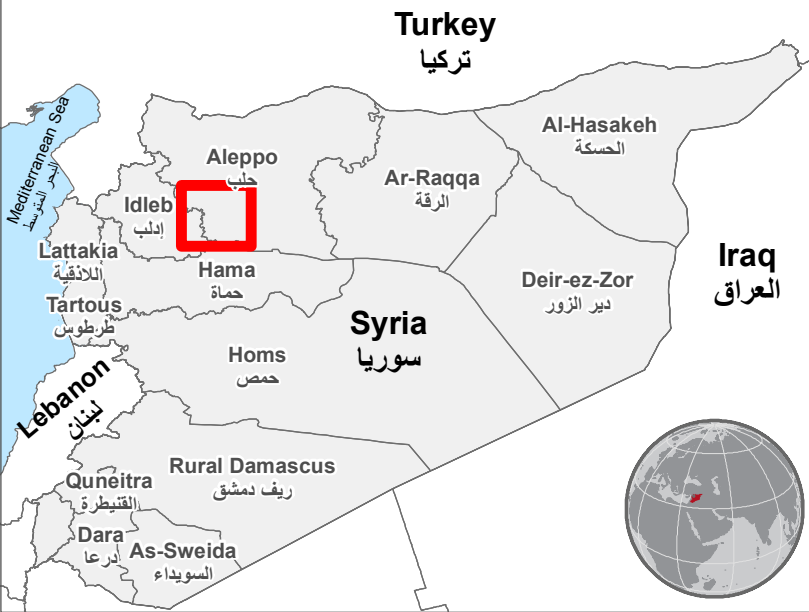 Turkey
تركيا
Mediterranean Sea
البحر المتوسط
Aleppo
حلب
Al-Hasakeh
الحسكة
Ar-Raqqa
الرقة
Idleb
إدلب
Lattakia
اللاذقية
Hama
حماة
Iraq
العراق
Deir-ez-Zor
دير الزور
Tartous
طرطوس
Syria
سوريا
Homs
حمص
Lebanon
لبنان
Rural Damascus
ريف دمشق
Quneitra
القنيطرة
Dara
درعا
As-Sweida
السويداء